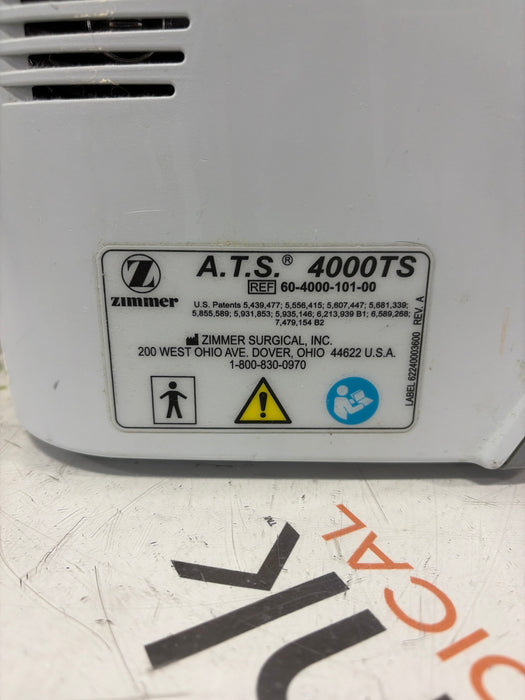 Z
zimmer
A.T.S.® 4000TS
REF 60-4000-101-00
U.S. Patents 5,439,477; 5,556,415; 5,607,447; 5,681,339;
5,855,589; 5,931,853; 5,935,146; 6,213,939 B1; 6,589,268;
7,479,154 B2
ZIMMER SURGICAL, INC.
200 WEST OHIO AVE. DOVER, OHIO 44622 U.S.A.
1-800-830-0970
LABEL 62240003600 REV. A
TM
DICAL